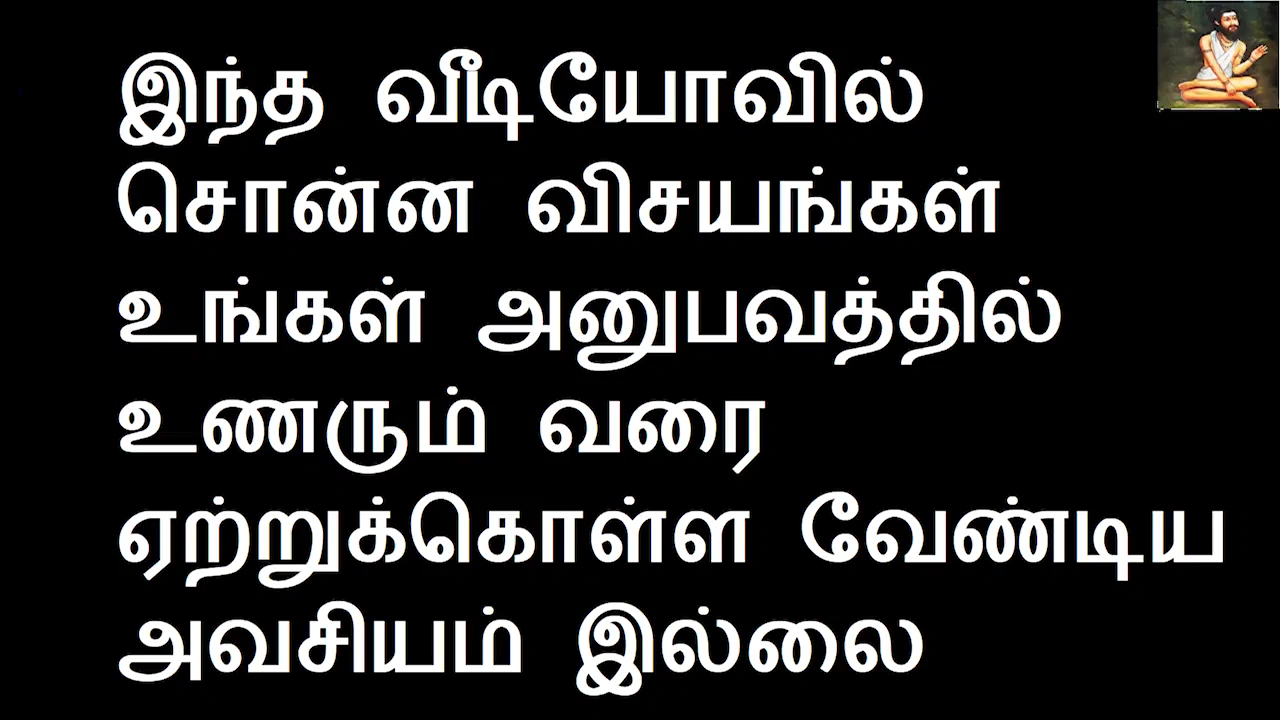 இந்த வீடியோவில்
சொன்ன விசயங்கள்
உங்கள் அனுபவத்தில்
உணரும் வரை
ஏற்றுக்கொள்ள வேண்டிய
அவசியம் இல்லை